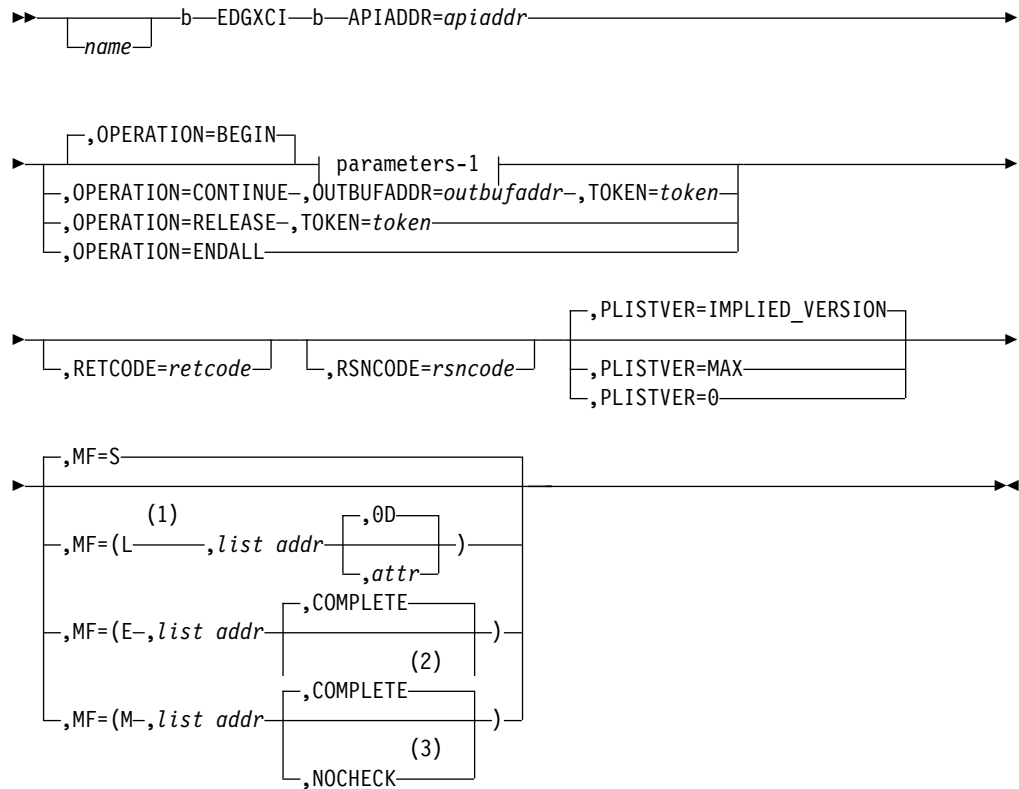 b EDGXCI b APIADDR=apiaddr
name
,OPERATION=BEGIN
parameters-1
,OPERATION=CONTINUE ,OUTBUFADDR=outbufaddr ,TOKEN=token
,OPERATION=RELEASE ,TOKEN=token
,OPERATION=ENDALL
,PLISTVER=IMPLIED_VERSION
,RETCODE=retcode ,RSNCODE=rsncode ,PLISTVER=MAX
,PLISTVER=0
,MF=S
(1) ,0D
,MF=(L ,list addr )
,attr
,COMPLETE
,MF=(E ,list addr )
(2)
,COMPLETE
,MF=(M ,list addr )
(3)
,NOCHECK